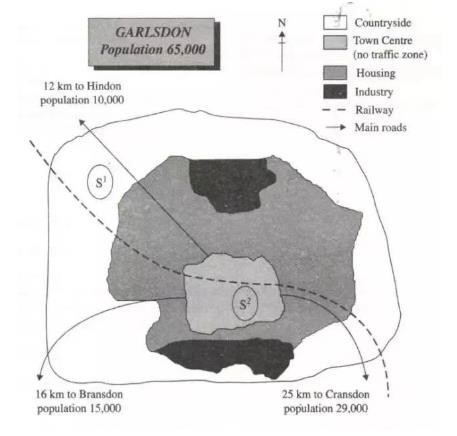 GARLSDON
Population 65,000
N
Countryside
Town Centre
(no traffic zone)
Housing
Industry
Railway
Main roads
12 km to Hindon
population 10,000
S¹
S²
16 km to Bransdon
population 15,000
25 km to Cransdon
population 29,000